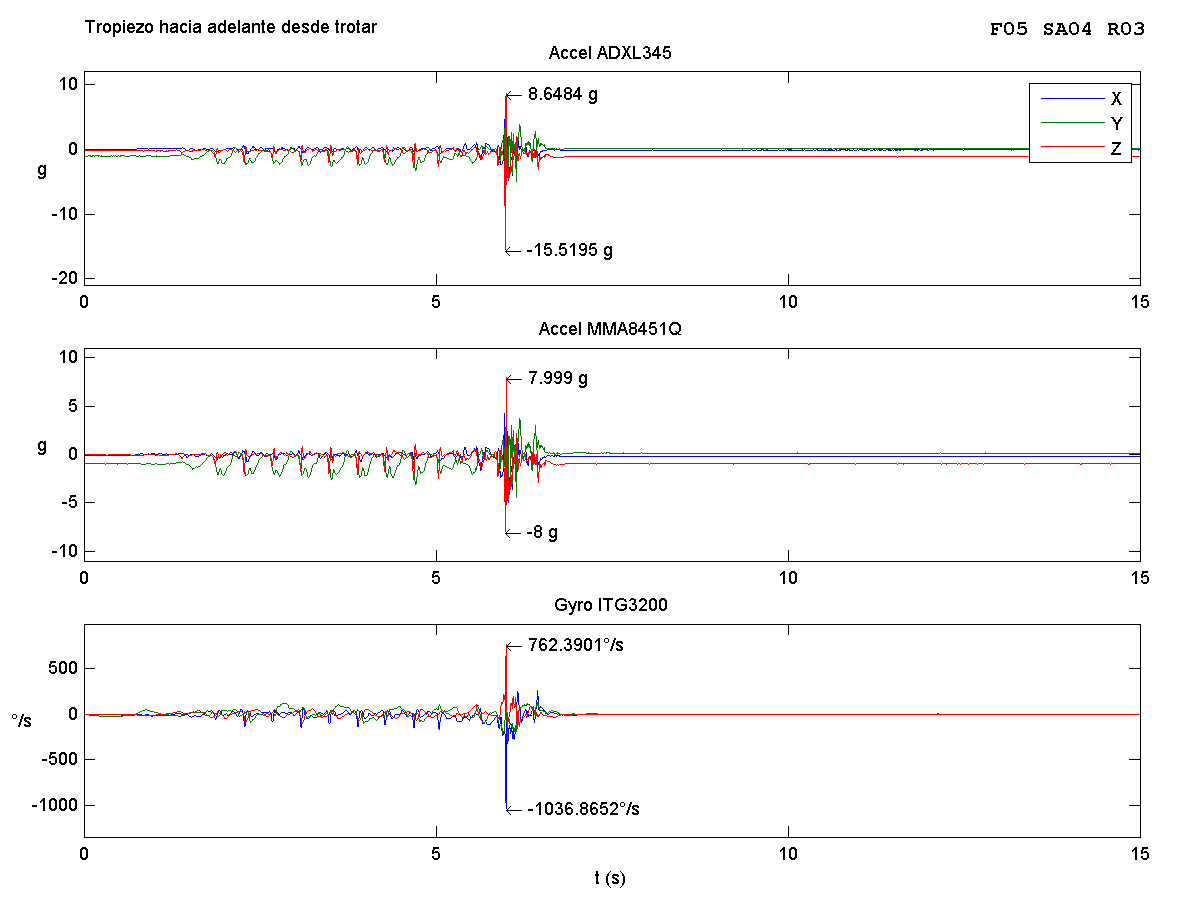 Tropiezo hacia adelante desde trotar
F05 SA04 R03
Accel ADXL345
10
0
-10
-20
g
8.6484 g
-15.5195 g
X
Y
Z
0
5
10
15
Accel MMA8451Q
10
5
0
-5
-10
g
7.999 g
-8 g
0
5
10
15
Gyro ITG3200
500
0
-500
-1000
°/s
762.3901°/s
-1036.8652°/s
0
5
10
15
t (s)